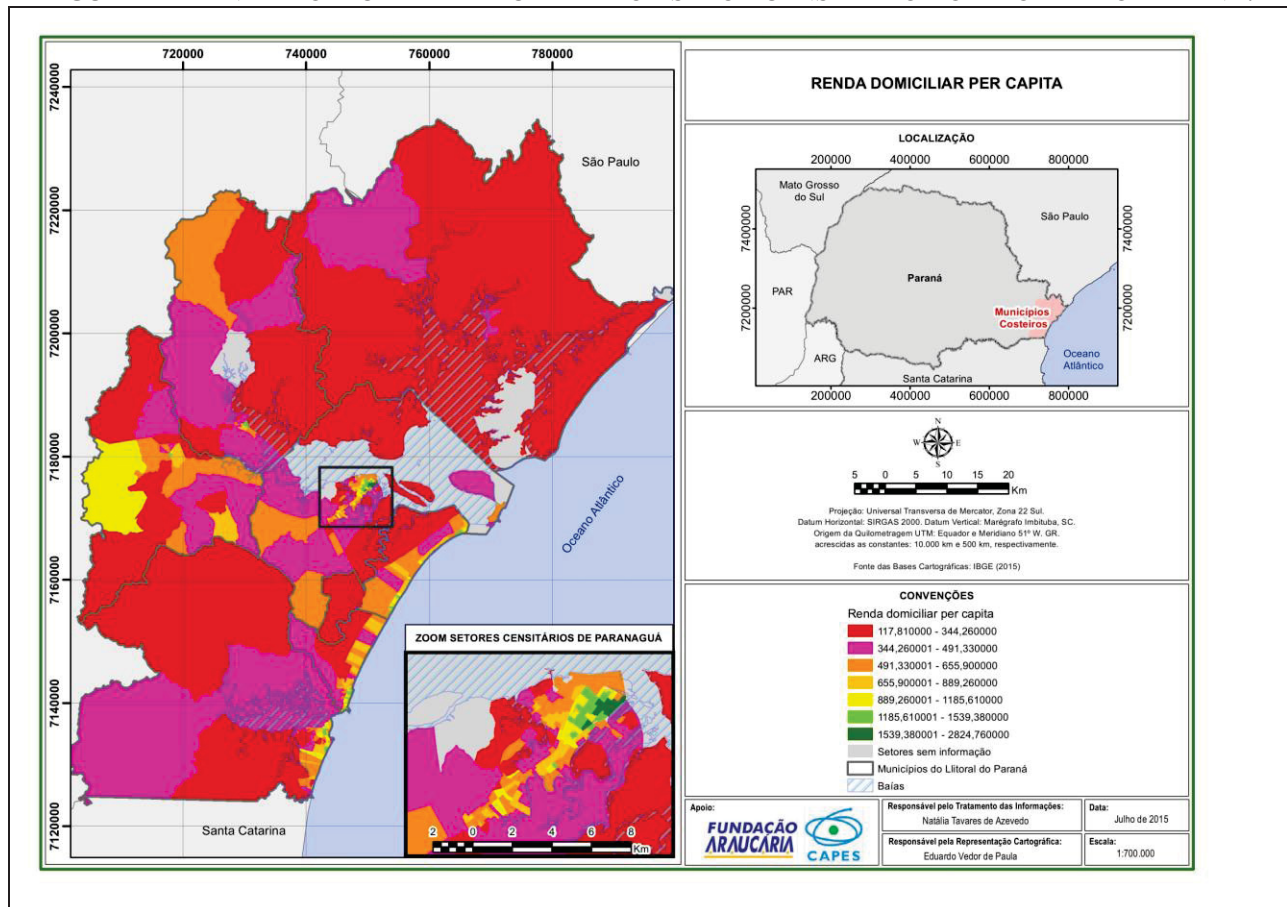 720000 740000 760000 780000
7240000
7220000
7200000
7180000
7160000
7140000
7120000
São Paulo
Oceano Atlântico
Santa Catarina
ZOOM SETORES CENSITÁRIOS DE PARANAGUÁ
2 0 2 4 6 8
Km
RENDA DOMICILIAR PER CAPITA
LOCALIZAÇÃO
200000 400000 600000 800000
Mato Grosso
do Sul
São Paulo
7400000
7400000
Paraná
PAR
7200000
7200000
Municípios
Costeiros
ARG
Oceano
Atlântico
Santa Catarina
200000 400000 600000 800000
N
W E
S
5 0 5 10 15 20
Km
Projeção: Universal Transversa de Mercator, Zona 22 Sul.
Datum Horizontal: SIRGAS 2000. Datum Vertical: Marégrafo Imbituba, SC.
Origem da Quilometragem UTM: Equador e Meridiano 51º W. GR.
acrescidas as constantes: 10.000 km e 500 km, respectivamente.
Fonte das Bases Cartográficas: IBGE (2015)
CONVENÇÕES
Renda domiciliar per capita
117,810000 - 344,260000
344,260001 - 491,330000
491,330001 - 655,900000
655,900001 - 889,260000
889,260001 - 1185,610000
1185,610001 - 1539,380000
1539,380001 - 2824,760000
Setores sem informação
Municípios do Llitoral do Paraná
Baías
Apoio:
FUNDAÇÃO
ARAUCÁRIA
CAPES
Responsável pelo Tratamento das Informações:
Natália Tavares de Azevedo
Data:
Julho de 2015
Responsável pela Representação Cartográfica:
Eduardo Vedor de Paula
Escala:
1:700.000